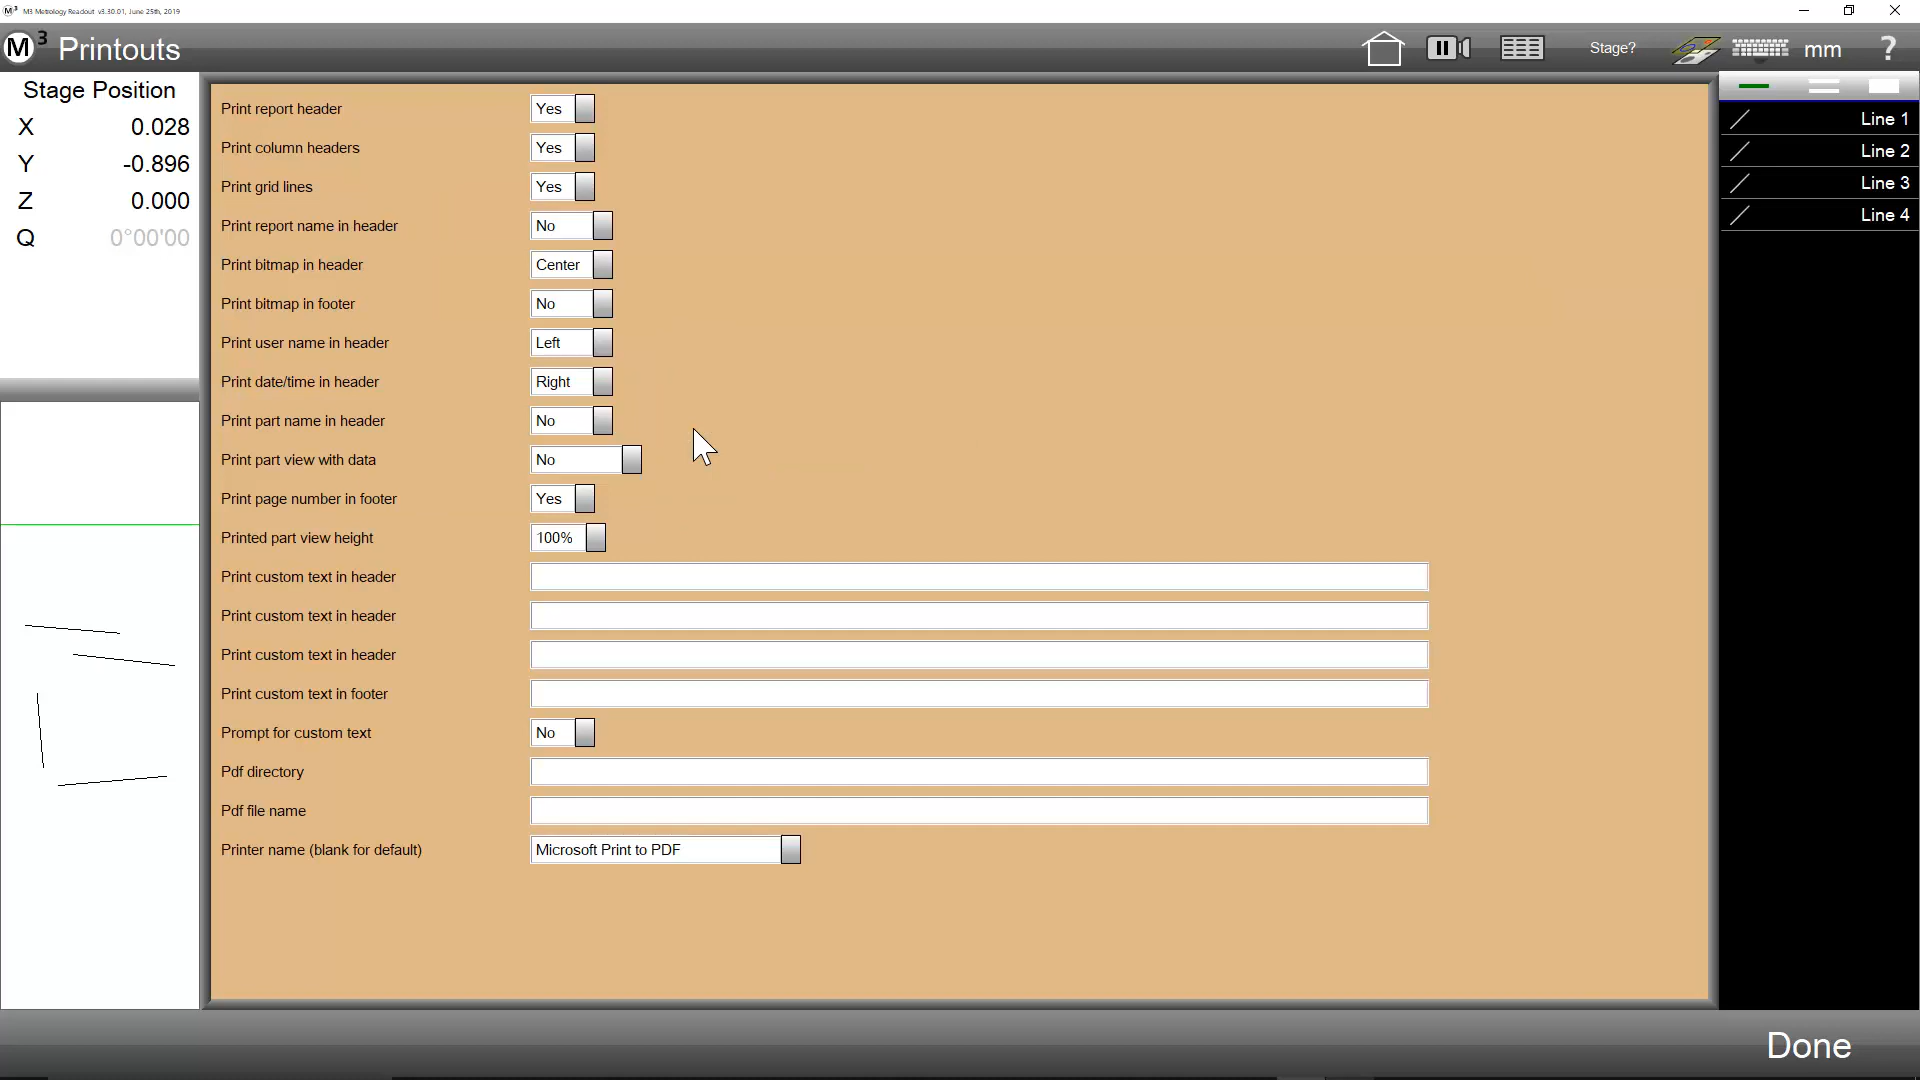 M3 M3 Metrology Readout v3.30.01, June 25th, 2019
M3 Printouts Stage? mm ?
Stage Position
X 0.028
Y -0.896
Z 0.000
Q 0°00'00
Print report header Yes
Print column headers Yes
Print grid lines Yes
Print report name in header No
Print bitmap in header Center
Print bitmap in footer No
Print user name in header Left
Print date/time in header Right
Print part name in header No
Print part view with data No
Print page number in footer Yes
Printed part view height 100%
Print custom text in header
Print custom text in header
Print custom text in header
Print custom text in footer
Prompt for custom text No
Pdf directory
Pdf file name
Printer name (blank for default) Microsoft Print to PDF
Line 1
Line 2
Line 3
Line 4
Done